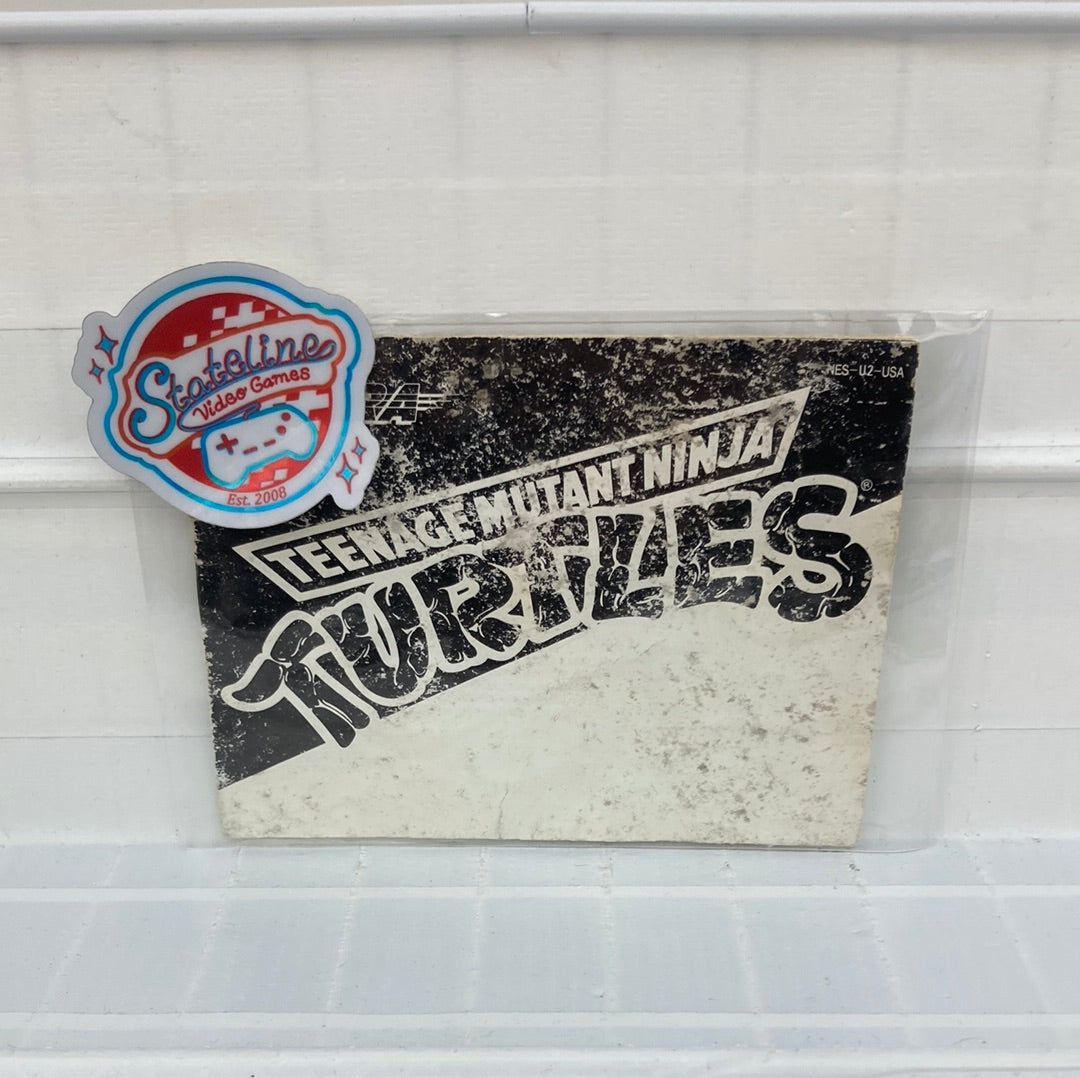 Stateline
Video Games
Est. 2008
NES-U2-USA
TEENAGE MUTANT NINJA
TURTLES®